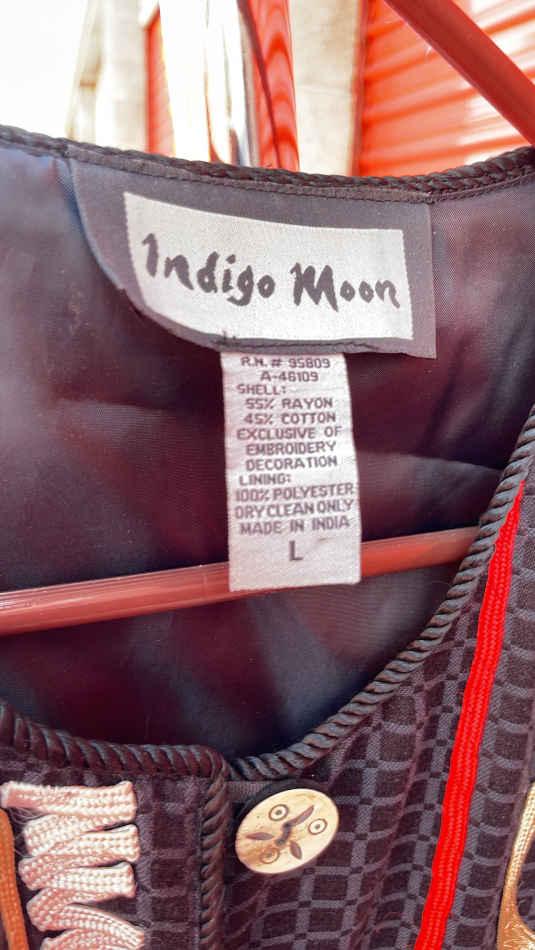 Indigo Moon
R.N. # 95809
A-46109
SHELL:
55% RAYON
45% COTTON
EXCLUSIVE OF
EMBROIDERY
DECORATION
LINING:
100% POLYESTER
DRY CLEAN ONLY
MADE IN INDIA
L